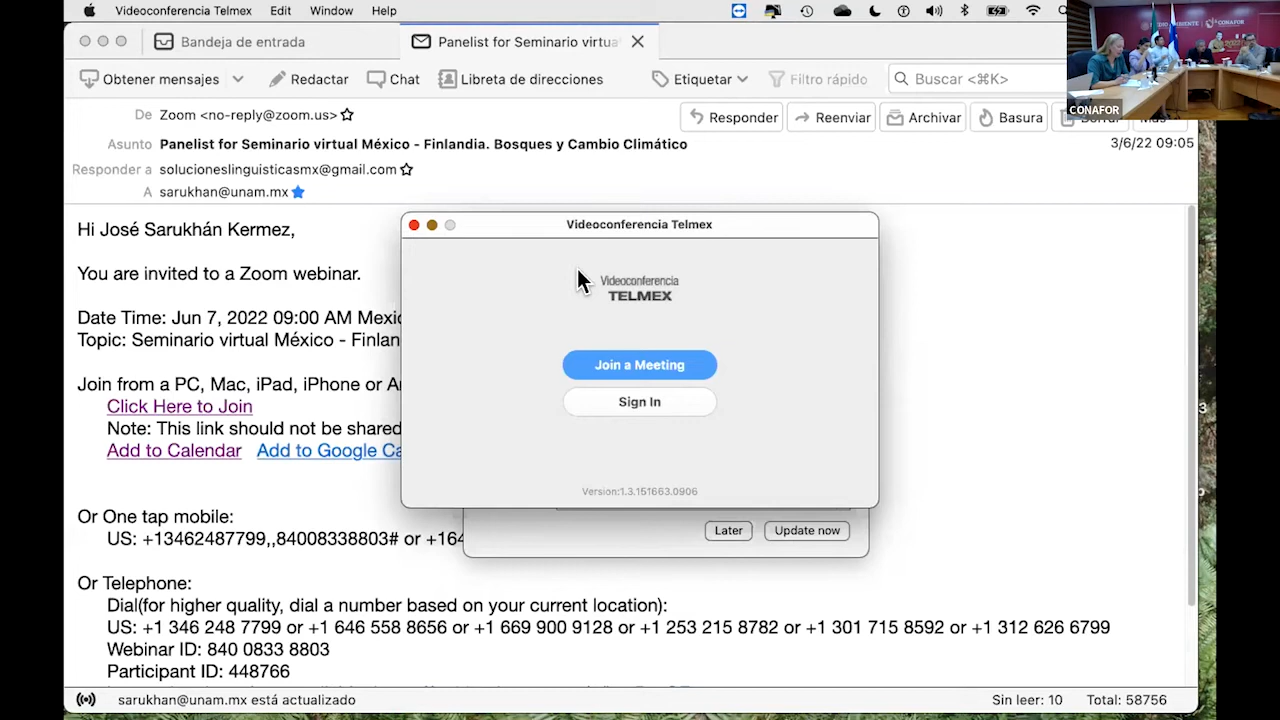 Videoconferencia Telmex Edit Window Help
Bandeja de entrada
Panelist for Seminario virtua
Obtener mensajes
Redactar
Chat
Libreta de direcciones
Etiquetar
Filtro rápido
Buscar <⌘K>
MEDIO AMBIENTE
CONAFOR
CONAFOR
De Zoom <no-reply@zoom.us>
Responder
Reenviar
Archivar
Basura
Borrar
Más
Asunto Panelist for Seminario virtual México - Finlandia. Bosques y Cambio Climático
3/6/22 09:05
Responder a solucioneslinguisticasmx@gmail.com
A sarukhan@unam.mx
Hi José Sarukhán Kermez,
You are invited to a Zoom webinar.
Date Time: Jun 7, 2022 09:00 AM Mexic
Topic: Seminario virtual México - Finlan
Join from a PC, Mac, iPad, iPhone or A
Click Here to Join
Note: This link should not be shared
Add to Calendar Add to Google Ca
Or One tap mobile:
US: +13462487799,,84008338803# or +164
Or Telephone:
Dial(for higher quality, dial a number based on your current location):
US: +1 346 248 7799 or +1 646 558 8656 or +1 669 900 9128 or +1 253 215 8782 or +1 301 715 8592 or +1 312 626 6799
Webinar ID: 840 0833 8803
Participant ID: 448766
Videoconferencia Telmex
Videoconferencia
TELMEX
Join a Meeting
Sign In
Version:1.3.151663.0906
Later
Update now
sarukhan@unam.mx está actualizado
Sin leer: 10
Total: 58756